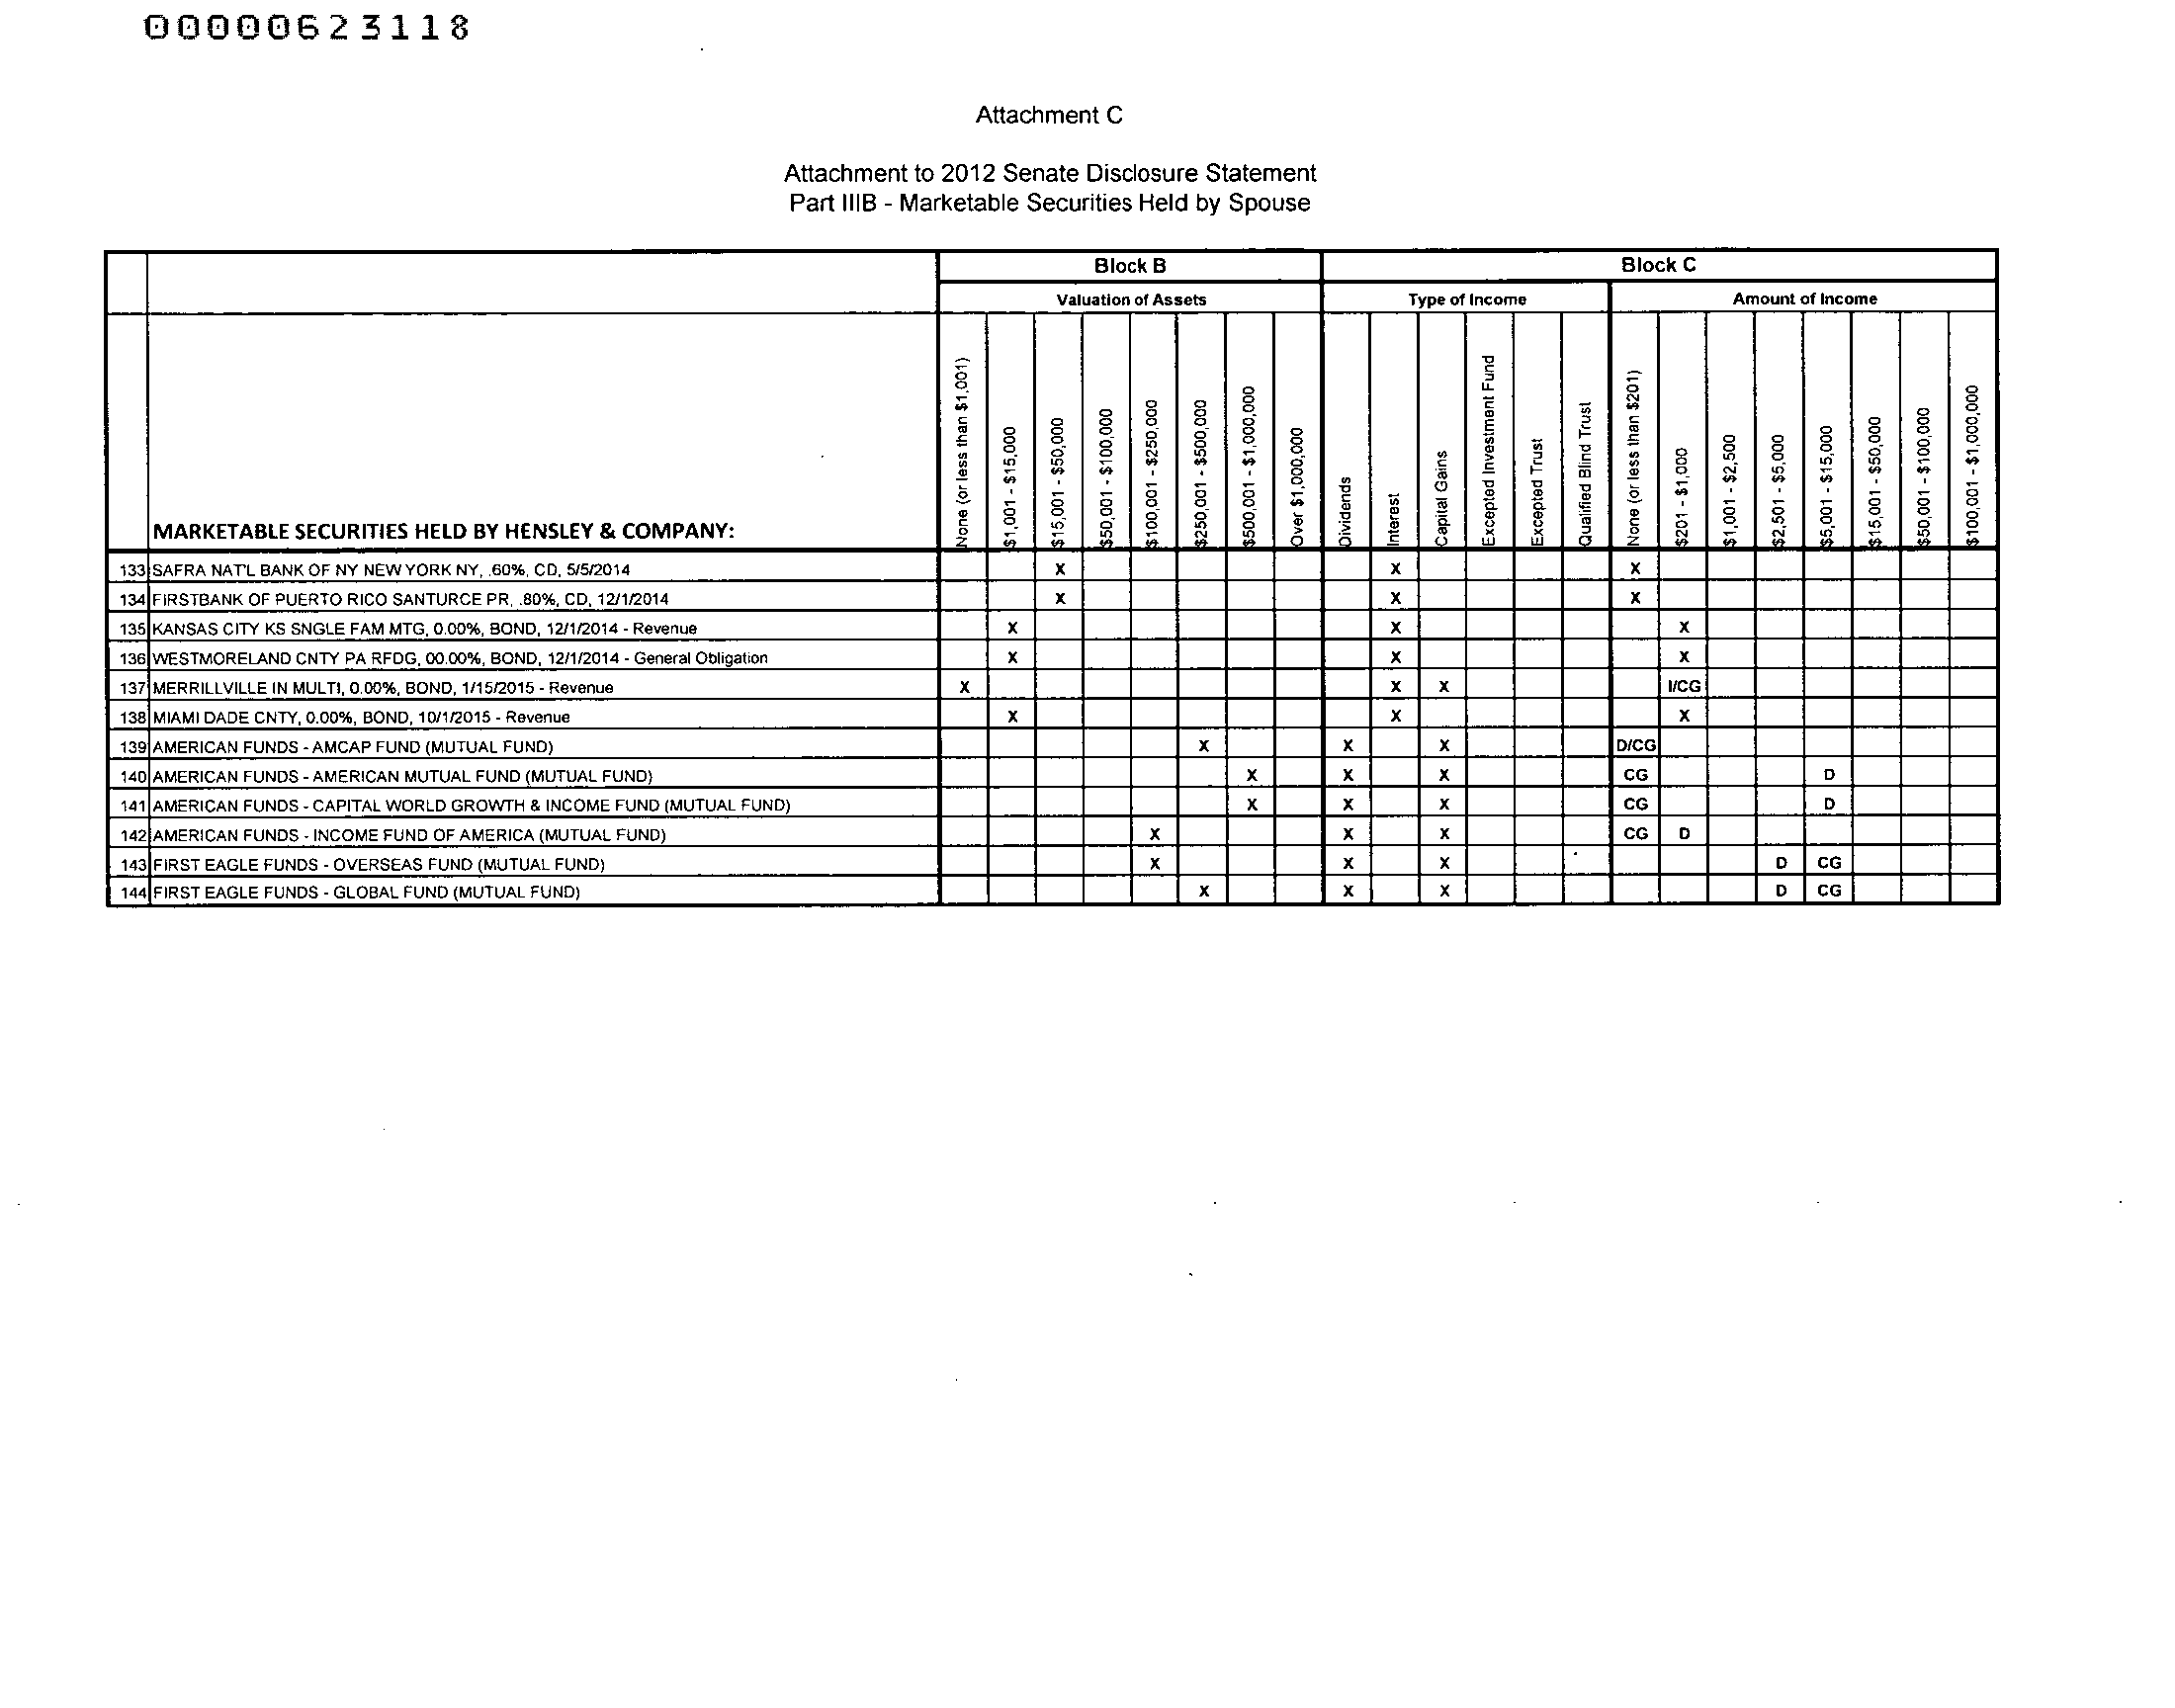 00000623118
Attachment C
Attachment to 2012 Senate Disclosure Statement
Part IIIB - Marketable Securities Held by Spouse
Block B Block C
Valuation of Assets Type of Income Amount of Income
MARKETABLE SECURITIES HELD BY HENSLEY & COMPANY:
None (or less than $1,001)
$1,001 - $15,000
$15,001 - $50,000
$50,001 - $100,000
$100,001 - $250,000
$250,001 - $500,000
$500,001 - $1,000,000
Over $1,000,000
Dividends
Interest
Capital Gains
Excepted Investment Fund
Excepted Trust
Qualified Blind Trust
None (or less than $201)
$201 - $1,000
$1,001 - $2,500
$2,501 - $5,000
$5,001 - $15,000
$15,001 - $50,000
$50,001 - $100,000
$100,001 - $1,000,000
133 SAFRA NAT'L BANK OF NY NEW YORK NY, .60%, CD, 5/5/2014 X X X
134 FIRSTBANK OF PUERTO RICO SANTURCE PR, .80%, CD, 12/1/2014 X X X
135 KANSAS CITY KS SNGLE FAM MTG, 0.00%, BOND, 12/1/2014 - Revenue X X X
136 WESTMORELAND CNTY PA RFDG, 00.00%, BOND, 12/1/2014 - General Obligation X X X
137 MERRILLVILLE IN MULTI, 0.00%, BOND, 1/15/2015 - Revenue X X X I/CG
138 MIAMI DADE CNTY, 0.00%, BOND, 10/1/2015 - Revenue X X X
139 AMERICAN FUNDS - AMCAP FUND (MUTUAL FUND) X X X D/CG
140 AMERICAN FUNDS - AMERICAN MUTUAL FUND (MUTUAL FUND) X X X CG D
141 AMERICAN FUNDS - CAPITAL WORLD GROWTH & INCOME FUND (MUTUAL FUND) X X X CG D
142 AMERICAN FUNDS - INCOME FUND OF AMERICA (MUTUAL FUND) X X X CG D
143 FIRST EAGLE FUNDS - OVERSEAS FUND (MUTUAL FUND) X X X D CG
144 FIRST EAGLE FUNDS - GLOBAL FUND (MUTUAL FUND) X X X D CG